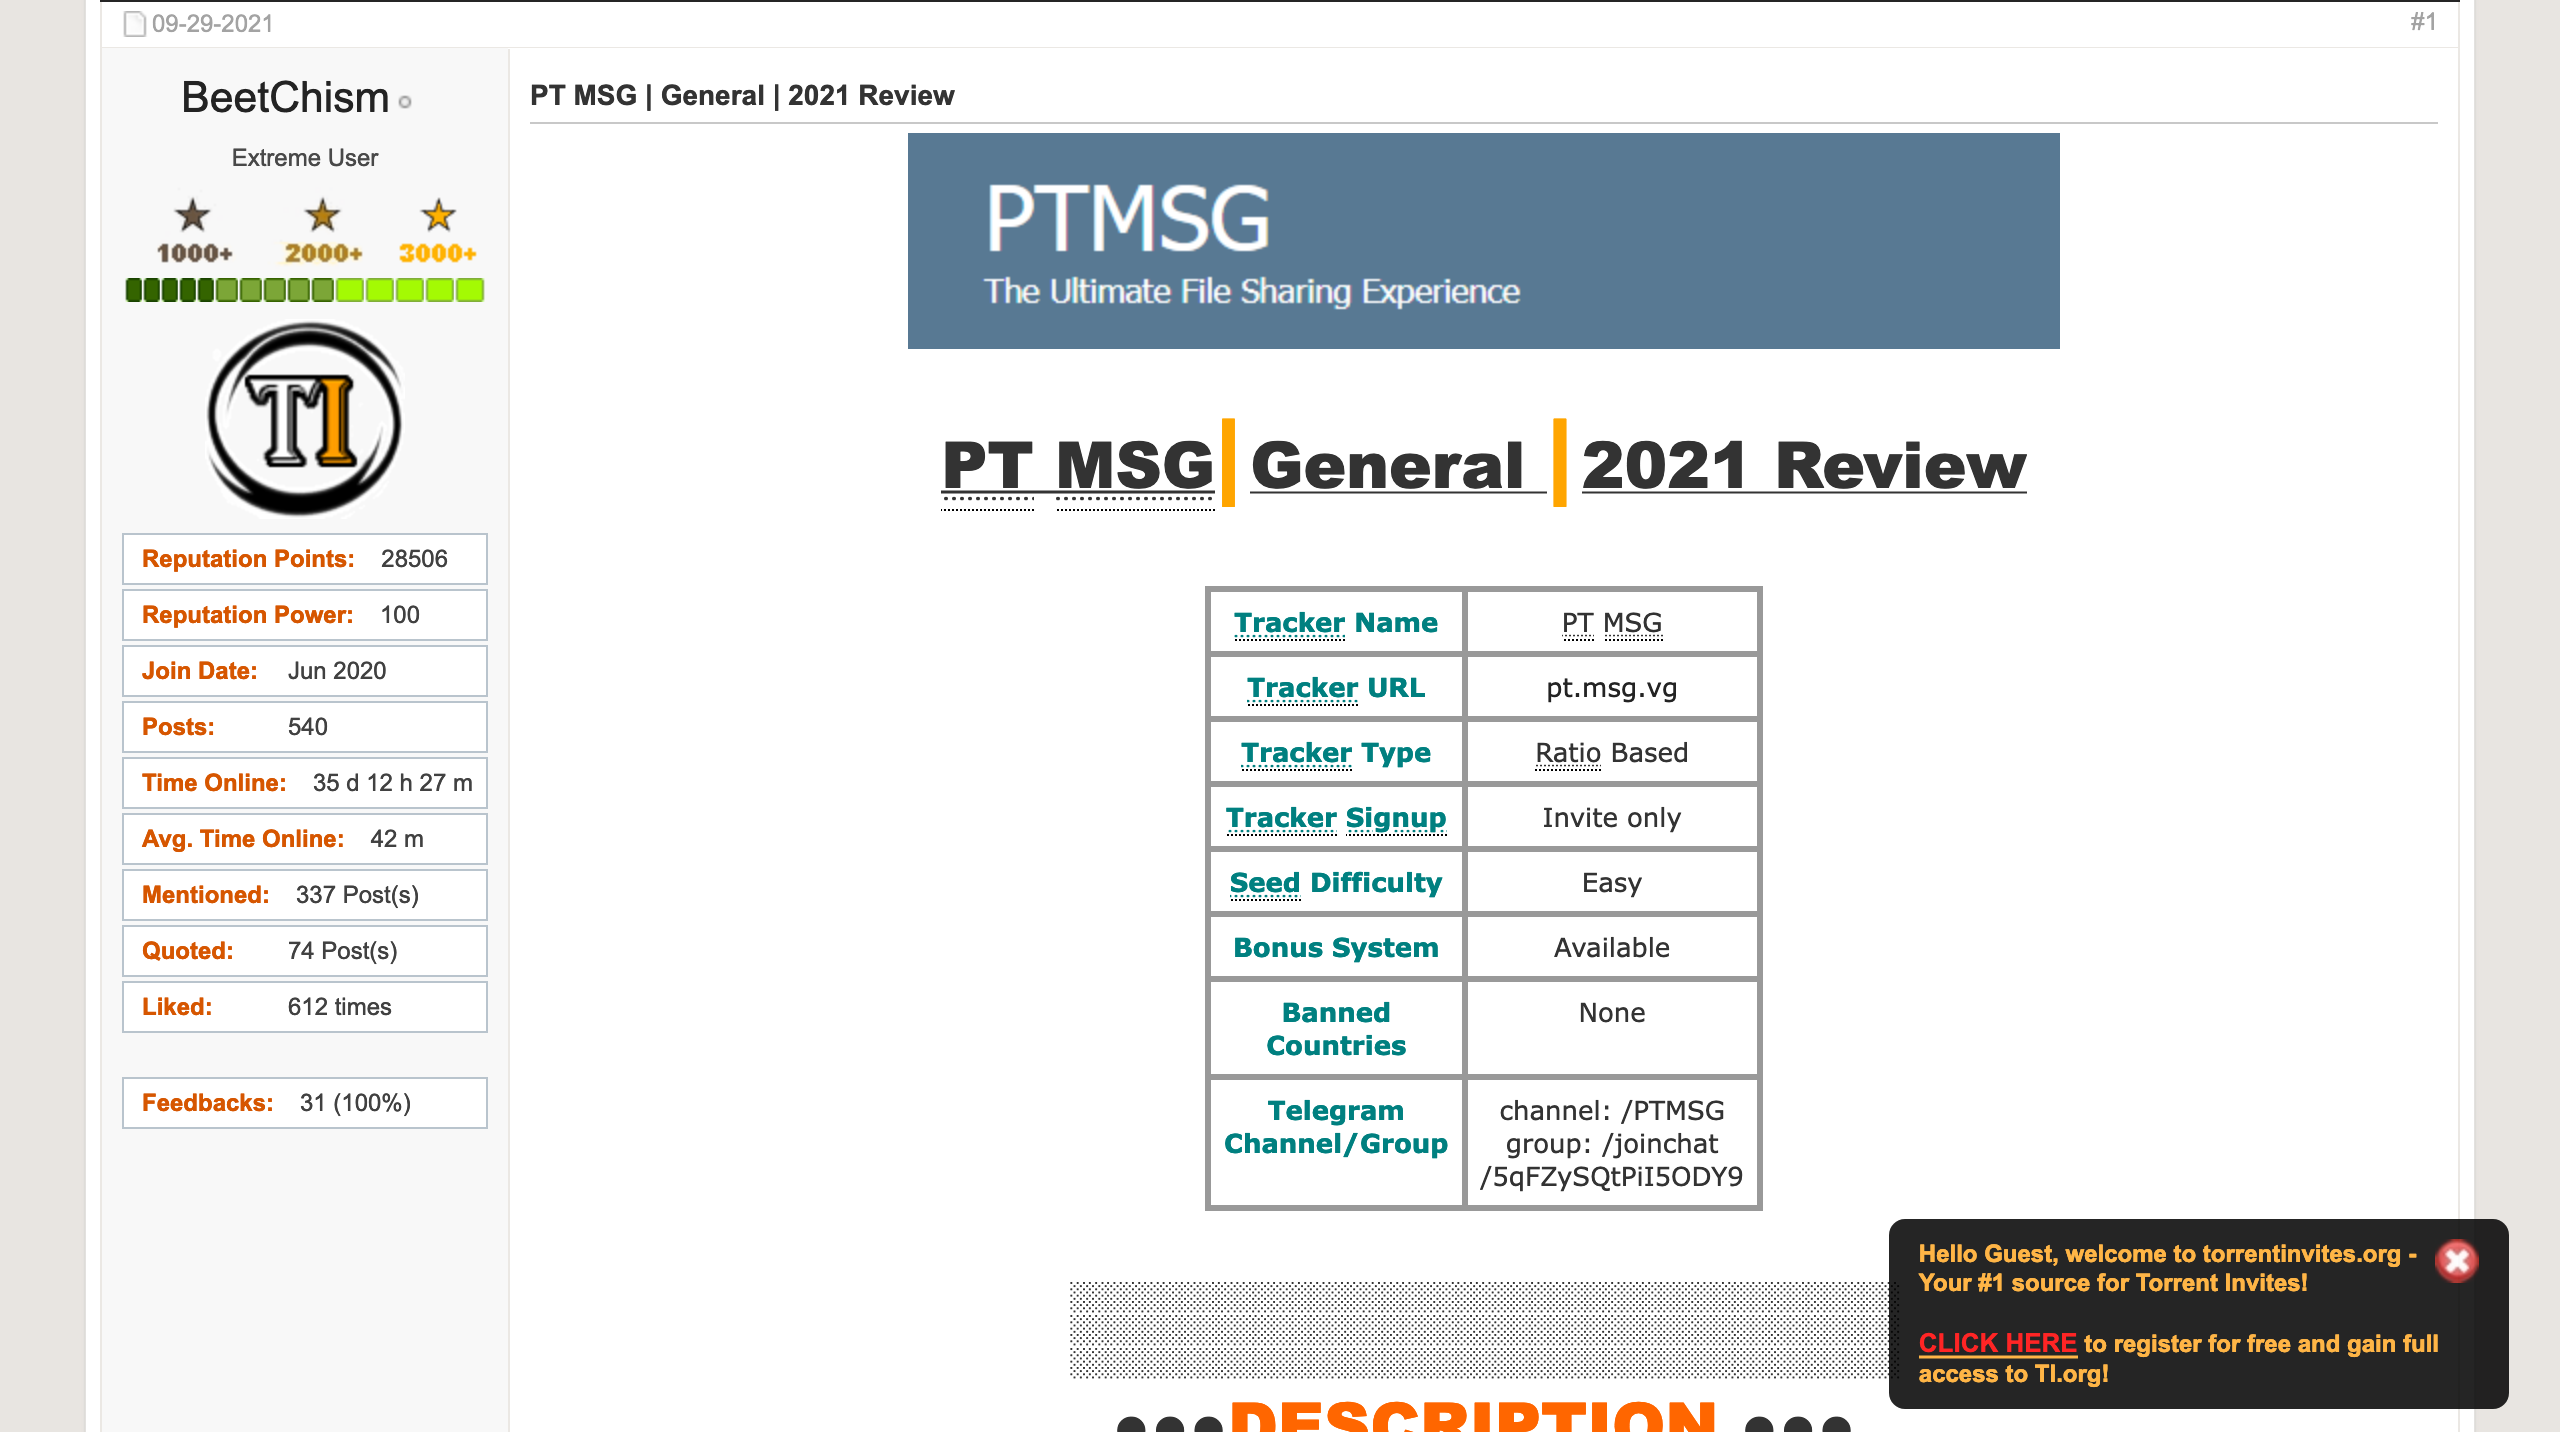 09-29-2021
#1
BeetChism
Extreme User
1000+ 2000+ 3000+
TI
Reputation Points: 28506
Reputation Power: 100
Join Date: Jun 2020
Posts: 540
Time Online: 35 d 12 h 27 m
Avg. Time Online: 42 m
Mentioned: 337 Post(s)
Quoted: 74 Post(s)
Liked: 612 times
Feedbacks: 31 (100%)
PT MSG | General | 2021 Review
PTMSG
The Ultimate File Sharing Experience
PT MSG| General | 2021 Review
Tracker Name PT MSG
Tracker URL pt.msg.vg
Tracker Type Ratio Based
Tracker Signup Invite only
Seed Difficulty Easy
Bonus System Available
Banned None
Countries
Telegram channel: /PTMSG
Channel/Group group: /joinchat
/5qFZySQtPiI5ODY9
•••DESCRIPTION •••
Hello Guest, welcome to torrentinvites.org -
Your #1 source for Torrent Invites!
CLICK HERE to register for free and gain full
access to TI.org!